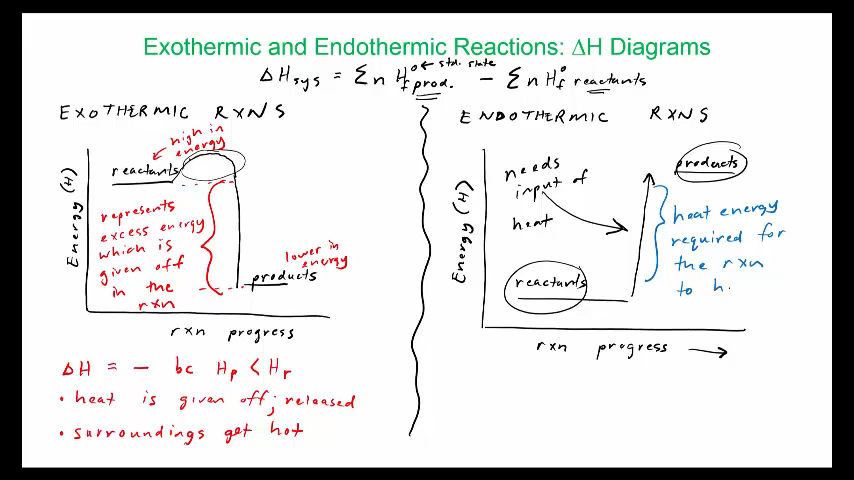 Exothermic and Endothermic Reactions: ΔH Diagrams
ΔHsys = Σn H°f prod. – Σn H°f reactants
← std. state
EXOTHERMIC RXNS
high in
energy
reactants
Energy (H)
represents
excess energy
which is
given off
in the
rxn
lower in
energy
products
rxn progress
ΔH = – bc Hp < Hr
• heat is given off; released
• surroundings get hot
ENDOTHERMIC RXNS
products
needs
input of
heat
Energy (H)
heat energy
required for
the rxn
to h
reactants
rxn progress →